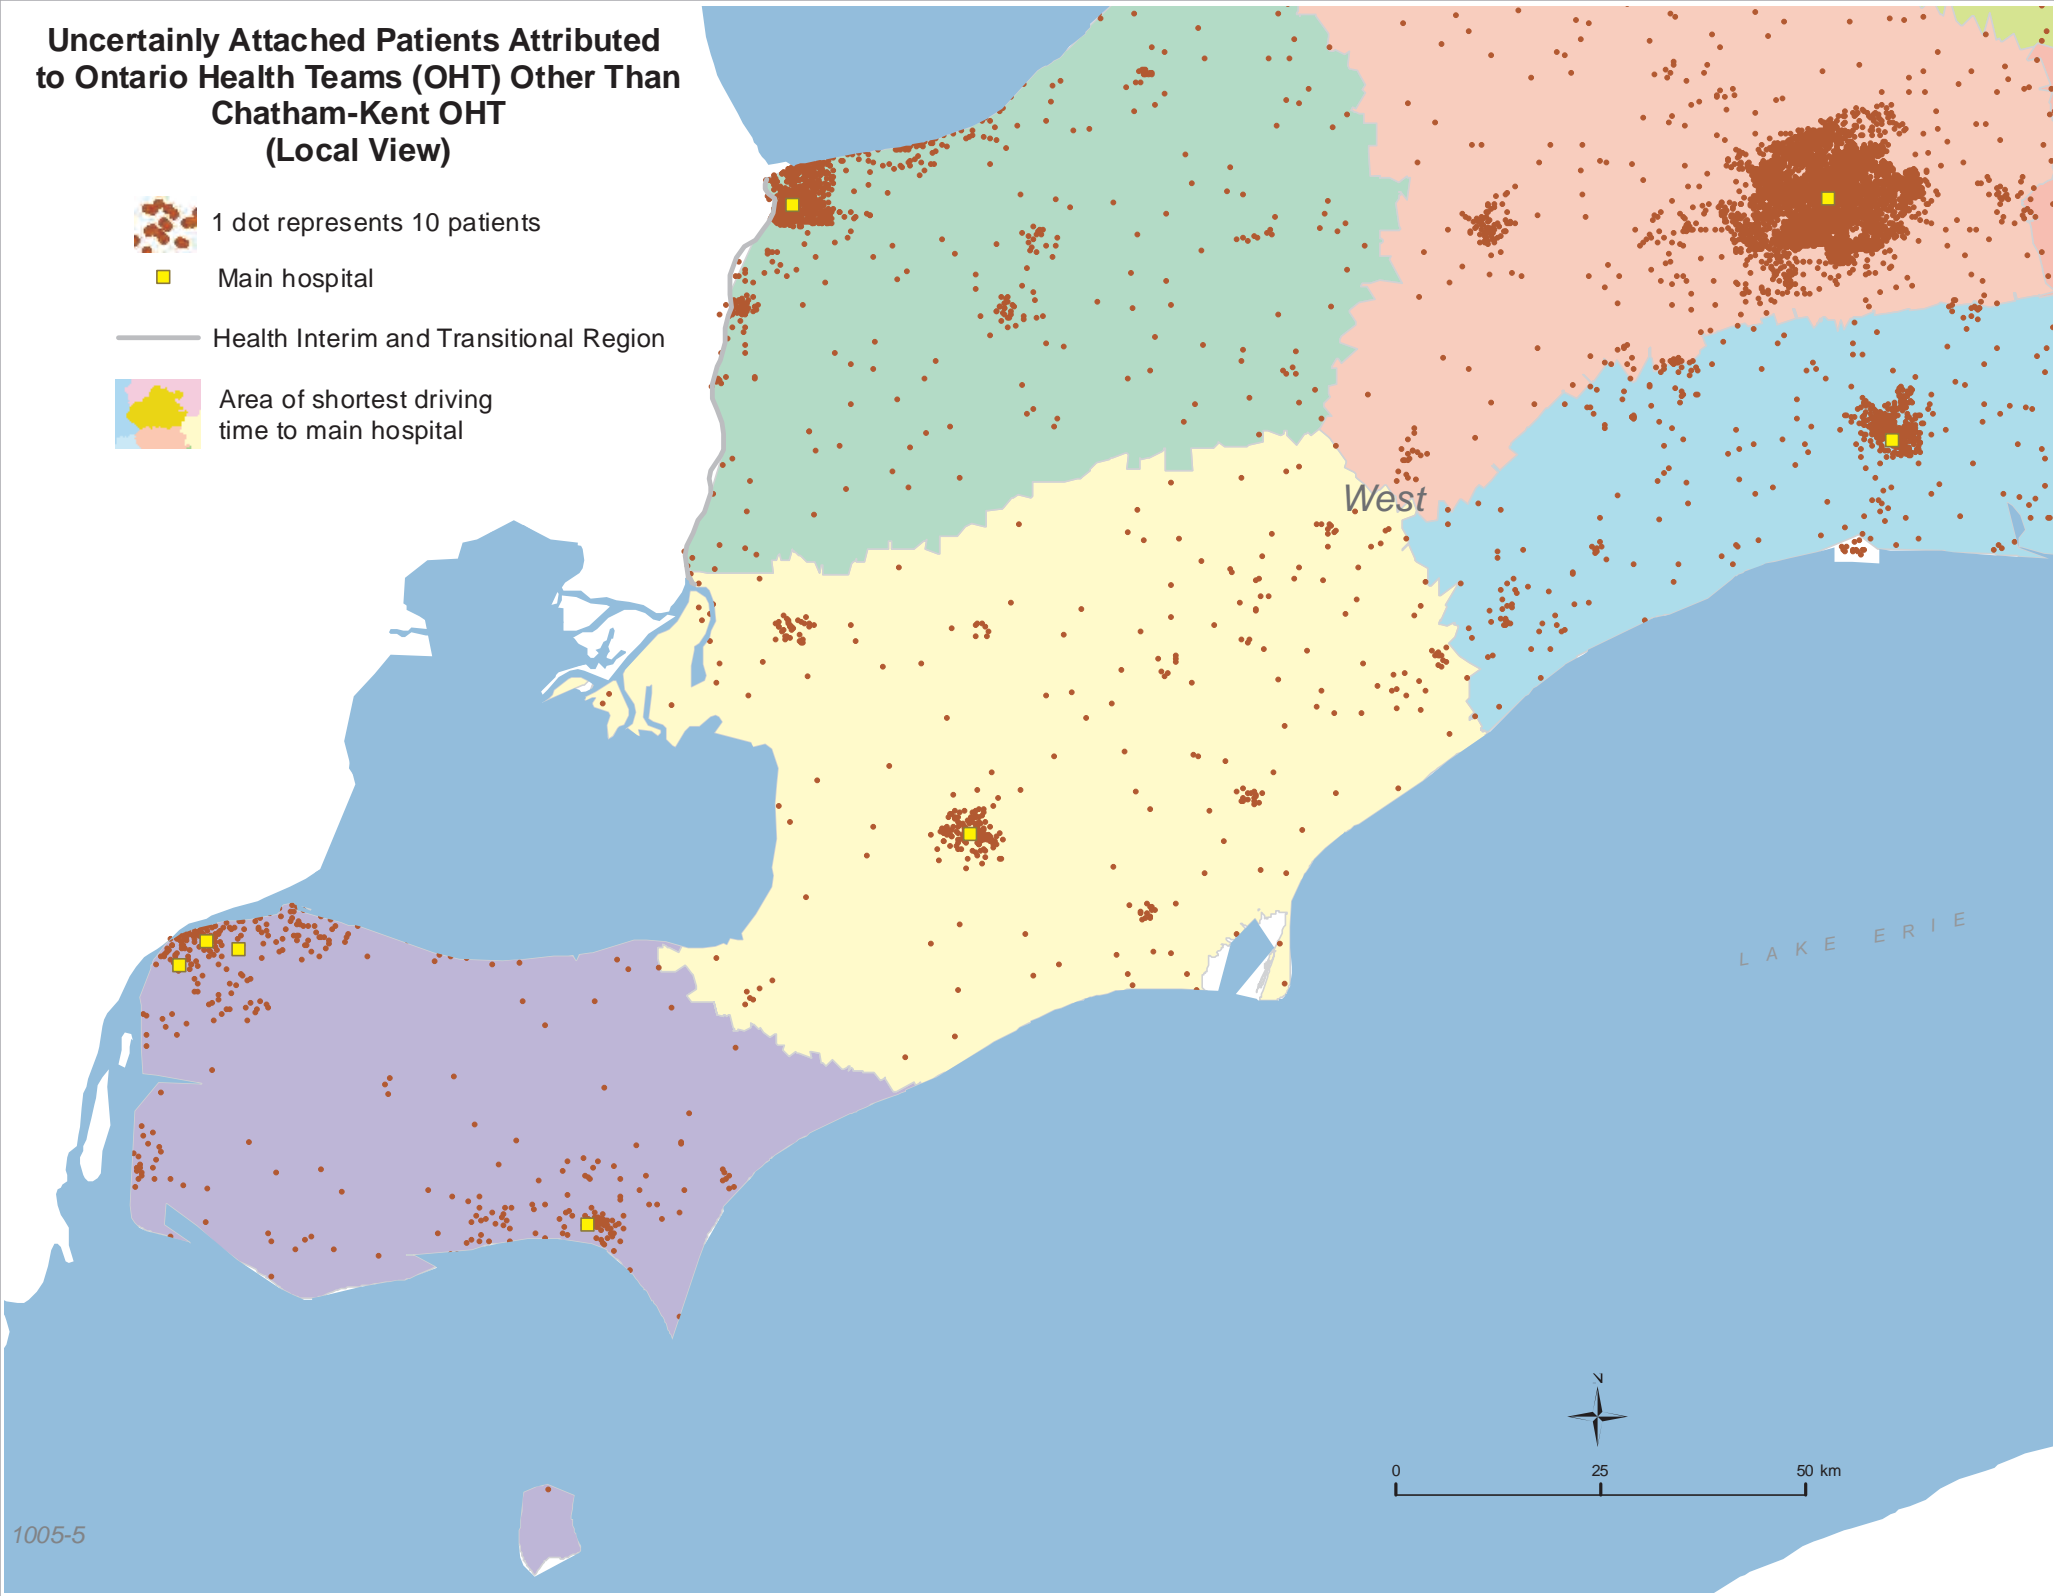 Uncertainly Attached Patients Attributed
to Ontario Health Teams (OHT) Other Than
Chatham-Kent OHT
(Local View)
1 dot represents 10 patients
Main hospital
Health Interim and Transitional Region
Area of shortest driving
time to main hospital
West
LAKE ERIE
N
0 25 50 km
1005-5